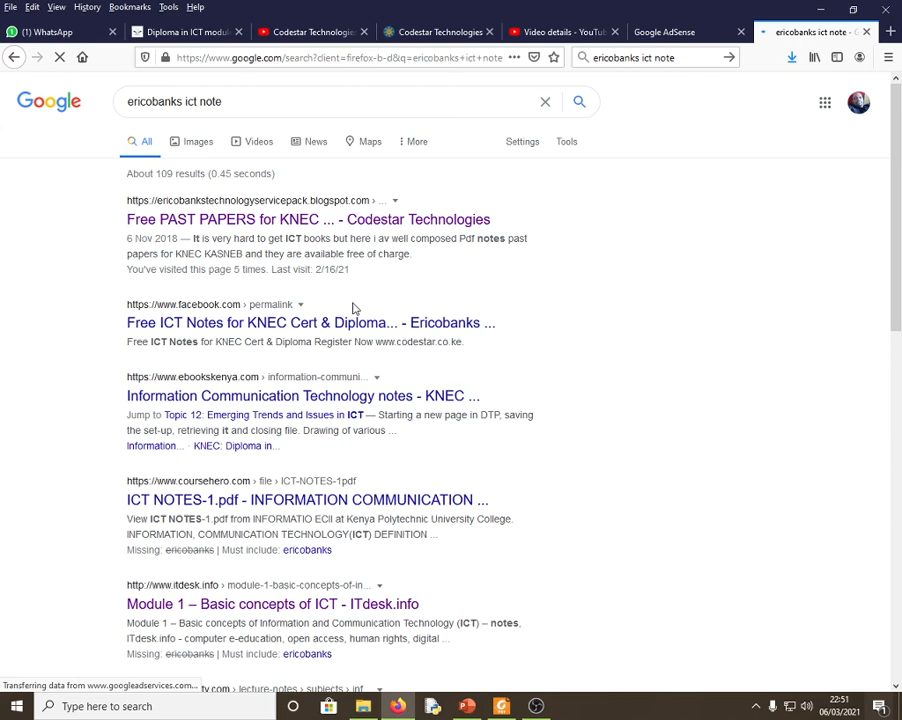 File Edit View History Bookmarks Tools Help
(1) WhatsApp
Diploma in ICT modul
Codestar Technologie
Codestar Technologies
Video details - YouTu
Google AdSense
ericobanks ict note - G
https://www.google.com/search?client=firefox-b-d&q=ericobanks+ict+note
ericobanks ict note
Google
ericobanks ict note
All Images Videos News Maps More Settings Tools
About 109 results (0.45 seconds)
https://ericobankstechnologyservicepack.blogspot.com › ...
Free PAST PAPERS for KNEC ... - Codestar Technologies
6 Nov 2018 — It is very hard to get ICT books but here i av well composed Pdf notes past
papers for KNEC KASNEB and they are available free of charge.
You've visited this page 5 times. Last visit: 2/16/21
https://www.facebook.com › permalink
Free ICT Notes for KNEC Cert & Diploma... - Ericobanks ...
Free ICT Notes for KNEC Cert & Diploma Register Now www.codestar.co.ke.
https://www.ebookskenya.com › information-communi...
Information Communication Technology notes - KNEC ...
Jump to Topic 12: Emerging Trends and Issues in ICT — Starting a new page in DTP, saving
the set-up, retrieving it and closing file. Drawing of various ...
Information... · KNEC: Diploma in...
https://www.coursehero.com › file › ICT-NOTES-1pdf
ICT NOTES-1.pdf - INFORMATION COMMUNICATION ...
View ICT NOTES-1.pdf from INFORMATIO ECII at Kenya Polytechnic University College.
INFORMATION, COMMUNICATION TECHNOLOGY(ICT) DEFINITION ...
Missing: ericobanks | Must include: ericobanks
http://www.itdesk.info › module-1-basic-concepts-of-in...
Module 1 – Basic concepts of ICT - ITdesk.info
Module 1 – Basic concepts of Information and Communication Technology (ICT) – notes,
ITdesk.info - computer e-education, open access, human rights, digital ...
Missing: ericobanks | Must include: ericobanks
Transferring data from www.googleadservices.com...
ty.com › lecture-notes › subjects › inf
Type here to search
22:51
06/03/2021
1